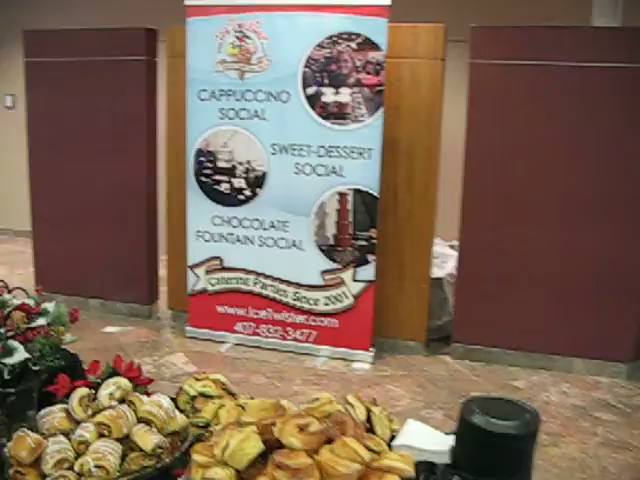 CAPPUCCINO
SOCIAL
SWEET-DESSERT
SOCIAL
CHOCOLATE
FOUNTAIN SOCIAL
Catering Parties Since 2001
www.IceTwister.com
407-832-3477